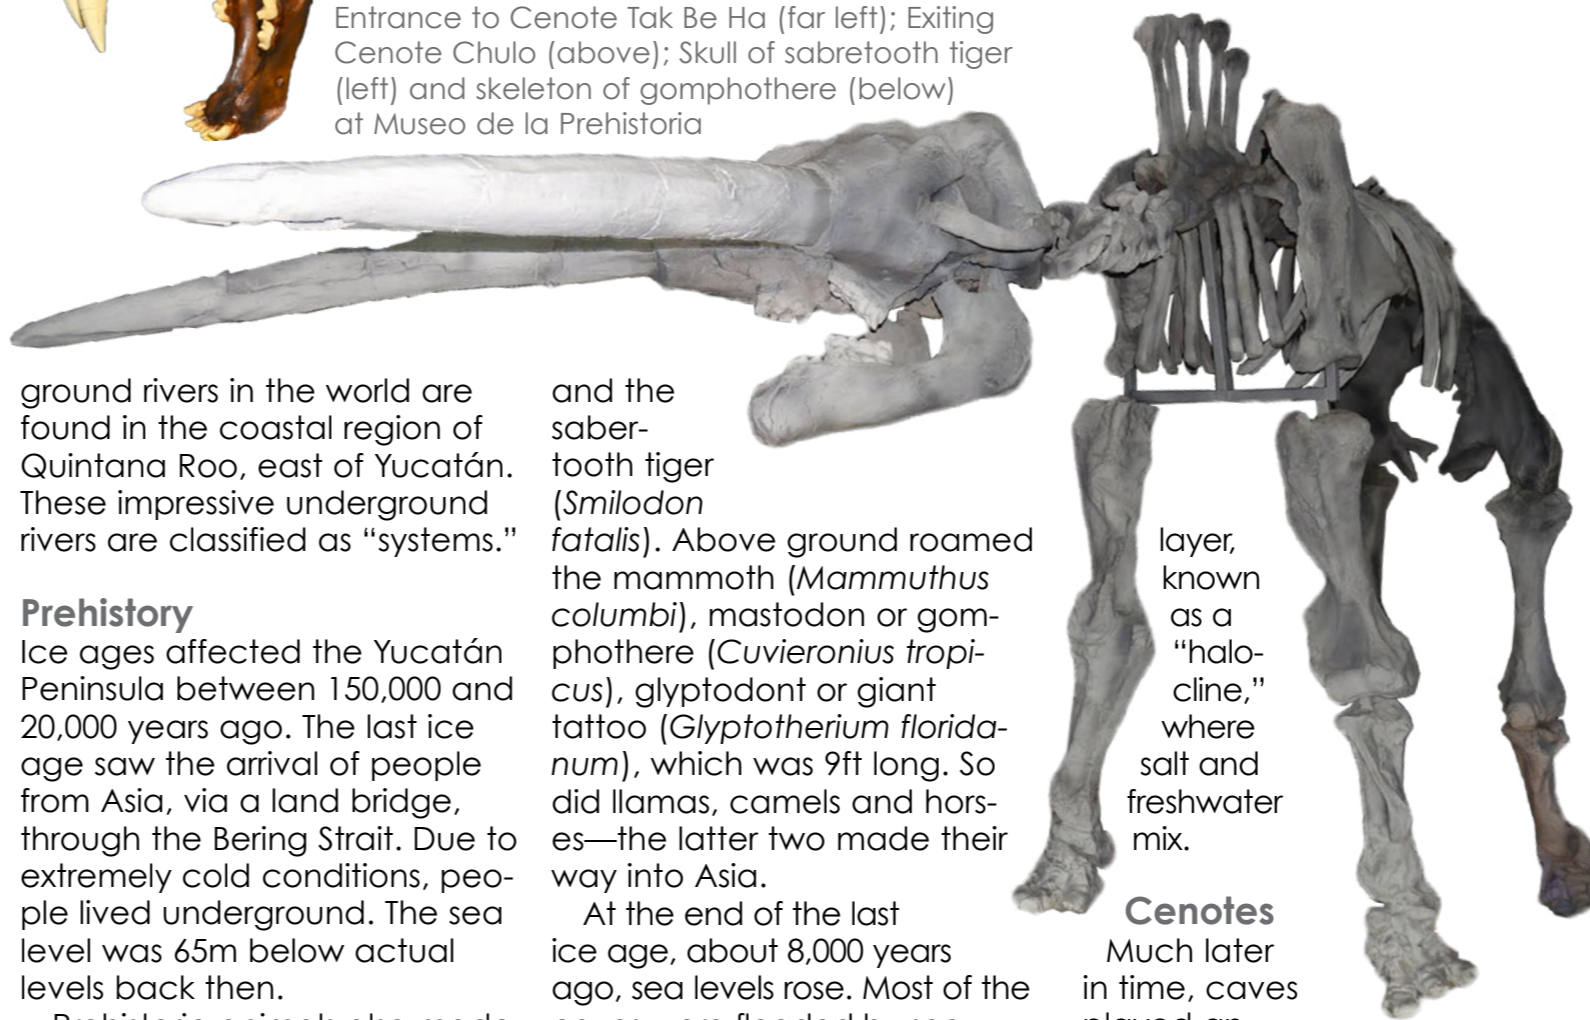 Entrance to Cenote Tak Be Ha (far left); Exiting
Cenote Chulo (above); Skull of sabretooth tiger
(left) and skeleton of gomphothere (below)
at Museo de la Prehistoria
ground rivers in the world are
found in the coastal region of
Quintana Roo, east of Yucatán.
These impressive underground
rivers are classified as “systems.”
Prehistory
Ice ages affected the Yucatán
Peninsula between 150,000 and
20,000 years ago. The last ice
age saw the arrival of people
from Asia, via a land bridge,
through the Bering Strait. Due to
extremely cold conditions, peo-
ple lived underground. The sea
level was 65m below actual
levels back then.
Prehistoric animals also made
and the
saber-
tooth tiger
(Smilodon
fatalis). Above ground roamed
the mammoth (Mammuthus
columbi), mastodon or gom-
phothere (Cuvieronius tropi-
cus), glyptodont or giant
tattoo (Glyptotherium florida-
num), which was 9ft long. So
did llamas, camels and hors-
es—the latter two made their
way into Asia.
At the end of the last
ice age, about 8,000 years
ago, sea levels rose. Most of the
layer,
known
as a
“halo-
cline,”
where
salt and
freshwater
mix.
Cenotes
Much later
in time, caves
played an